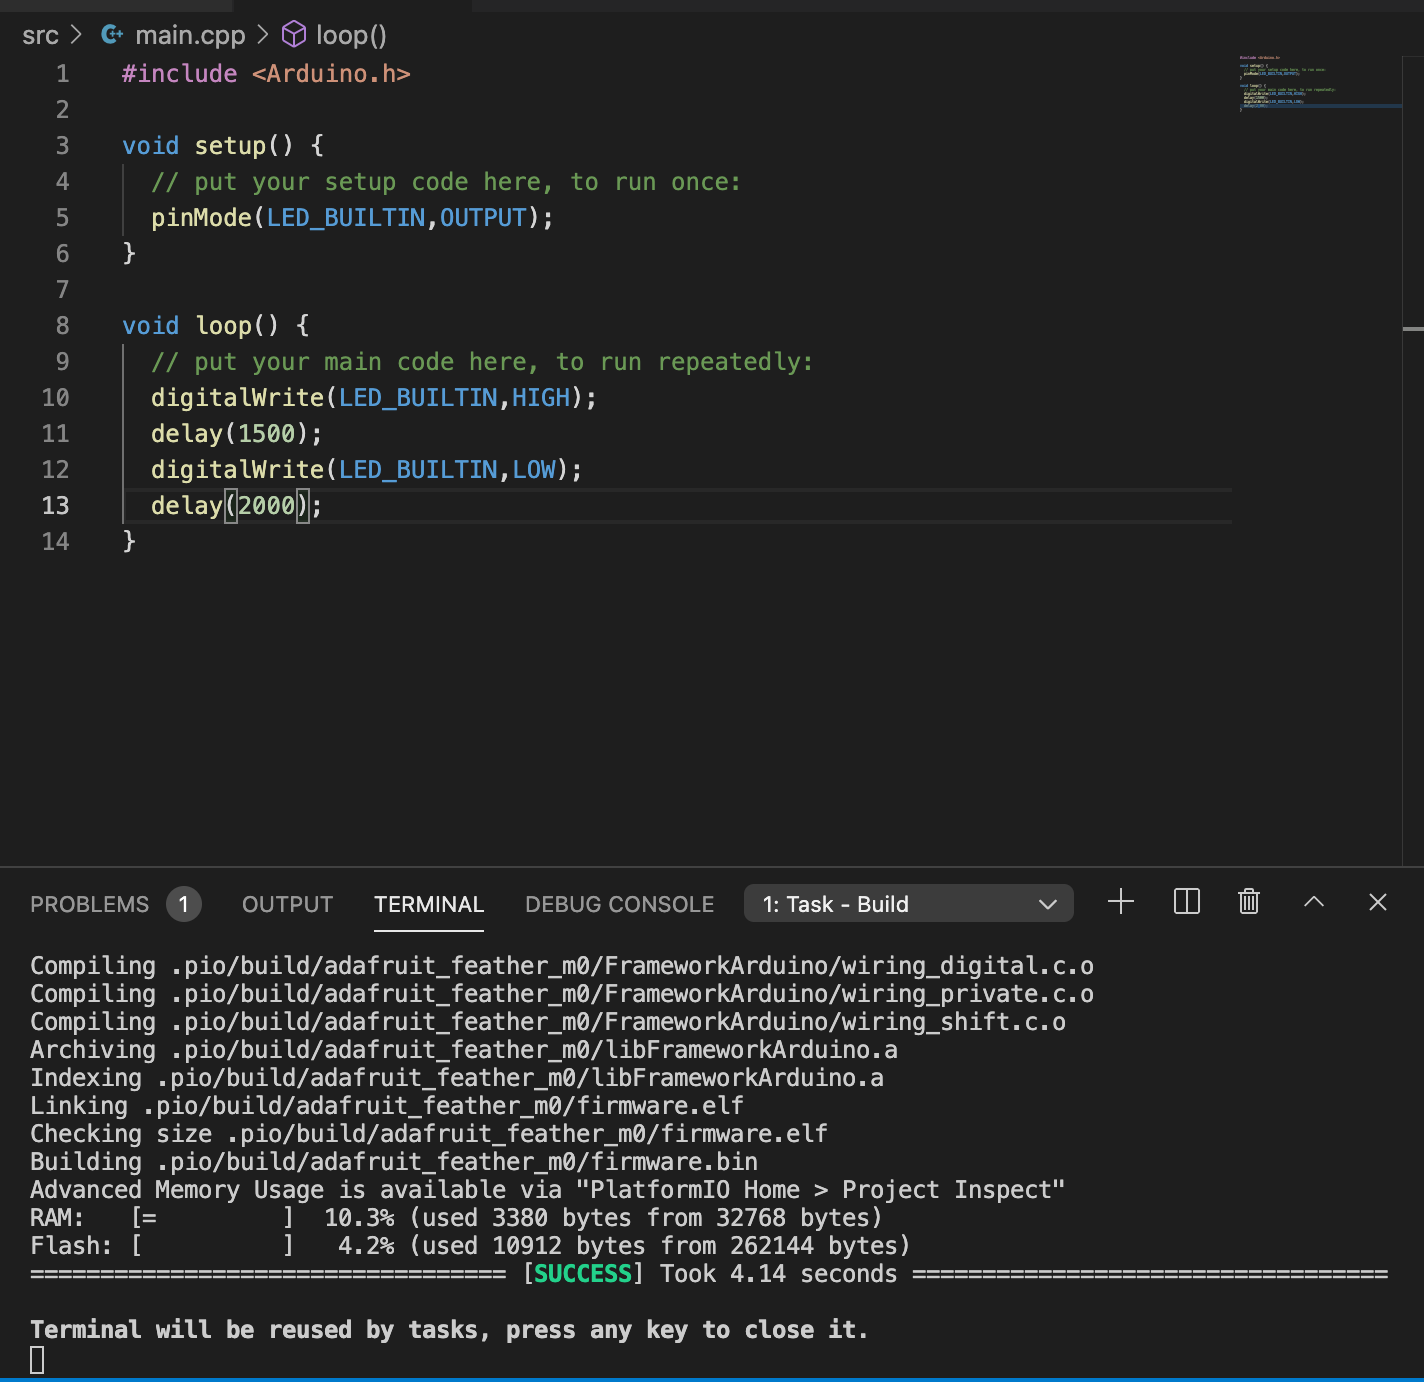 src > main.cpp > loop()
1 #include <Arduino.h>
2
3 void setup() {
4   // put your setup code here, to run once:
5   pinMode(LED_BUILTIN,OUTPUT);
6 }
7
8 void loop() {
9   // put your main code here, to run repeatedly:
10   digitalWrite(LED_BUILTIN,HIGH);
11   delay(1500);
12   digitalWrite(LED_BUILTIN,LOW);
13   delay(2000);
14 }
PROBLEMS 1 OUTPUT TERMINAL DEBUG CONSOLE 1: Task - Build
Compiling .pio/build/adafruit_feather_m0/FrameworkArduino/wiring_digital.c.o
Compiling .pio/build/adafruit_feather_m0/FrameworkArduino/wiring_private.c.o
Compiling .pio/build/adafruit_feather_m0/FrameworkArduino/wiring_shift.c.o
Archiving .pio/build/adafruit_feather_m0/libFrameworkArduino.a
Indexing .pio/build/adafruit_feather_m0/libFrameworkArduino.a
Linking .pio/build/adafruit_feather_m0/firmware.elf
Checking size .pio/build/adafruit_feather_m0/firmware.elf
Building .pio/build/adafruit_feather_m0/firmware.bin
Advanced Memory Usage is available via "PlatformIO Home > Project Inspect"
RAM:   [=         ]  10.3% (used 3380 bytes from 32768 bytes)
Flash: [          ]   4.2% (used 10912 bytes from 262144 bytes)
================================== [SUCCESS] Took 4.14 seconds ==================================
Terminal will be reused by tasks, press any key to close it.